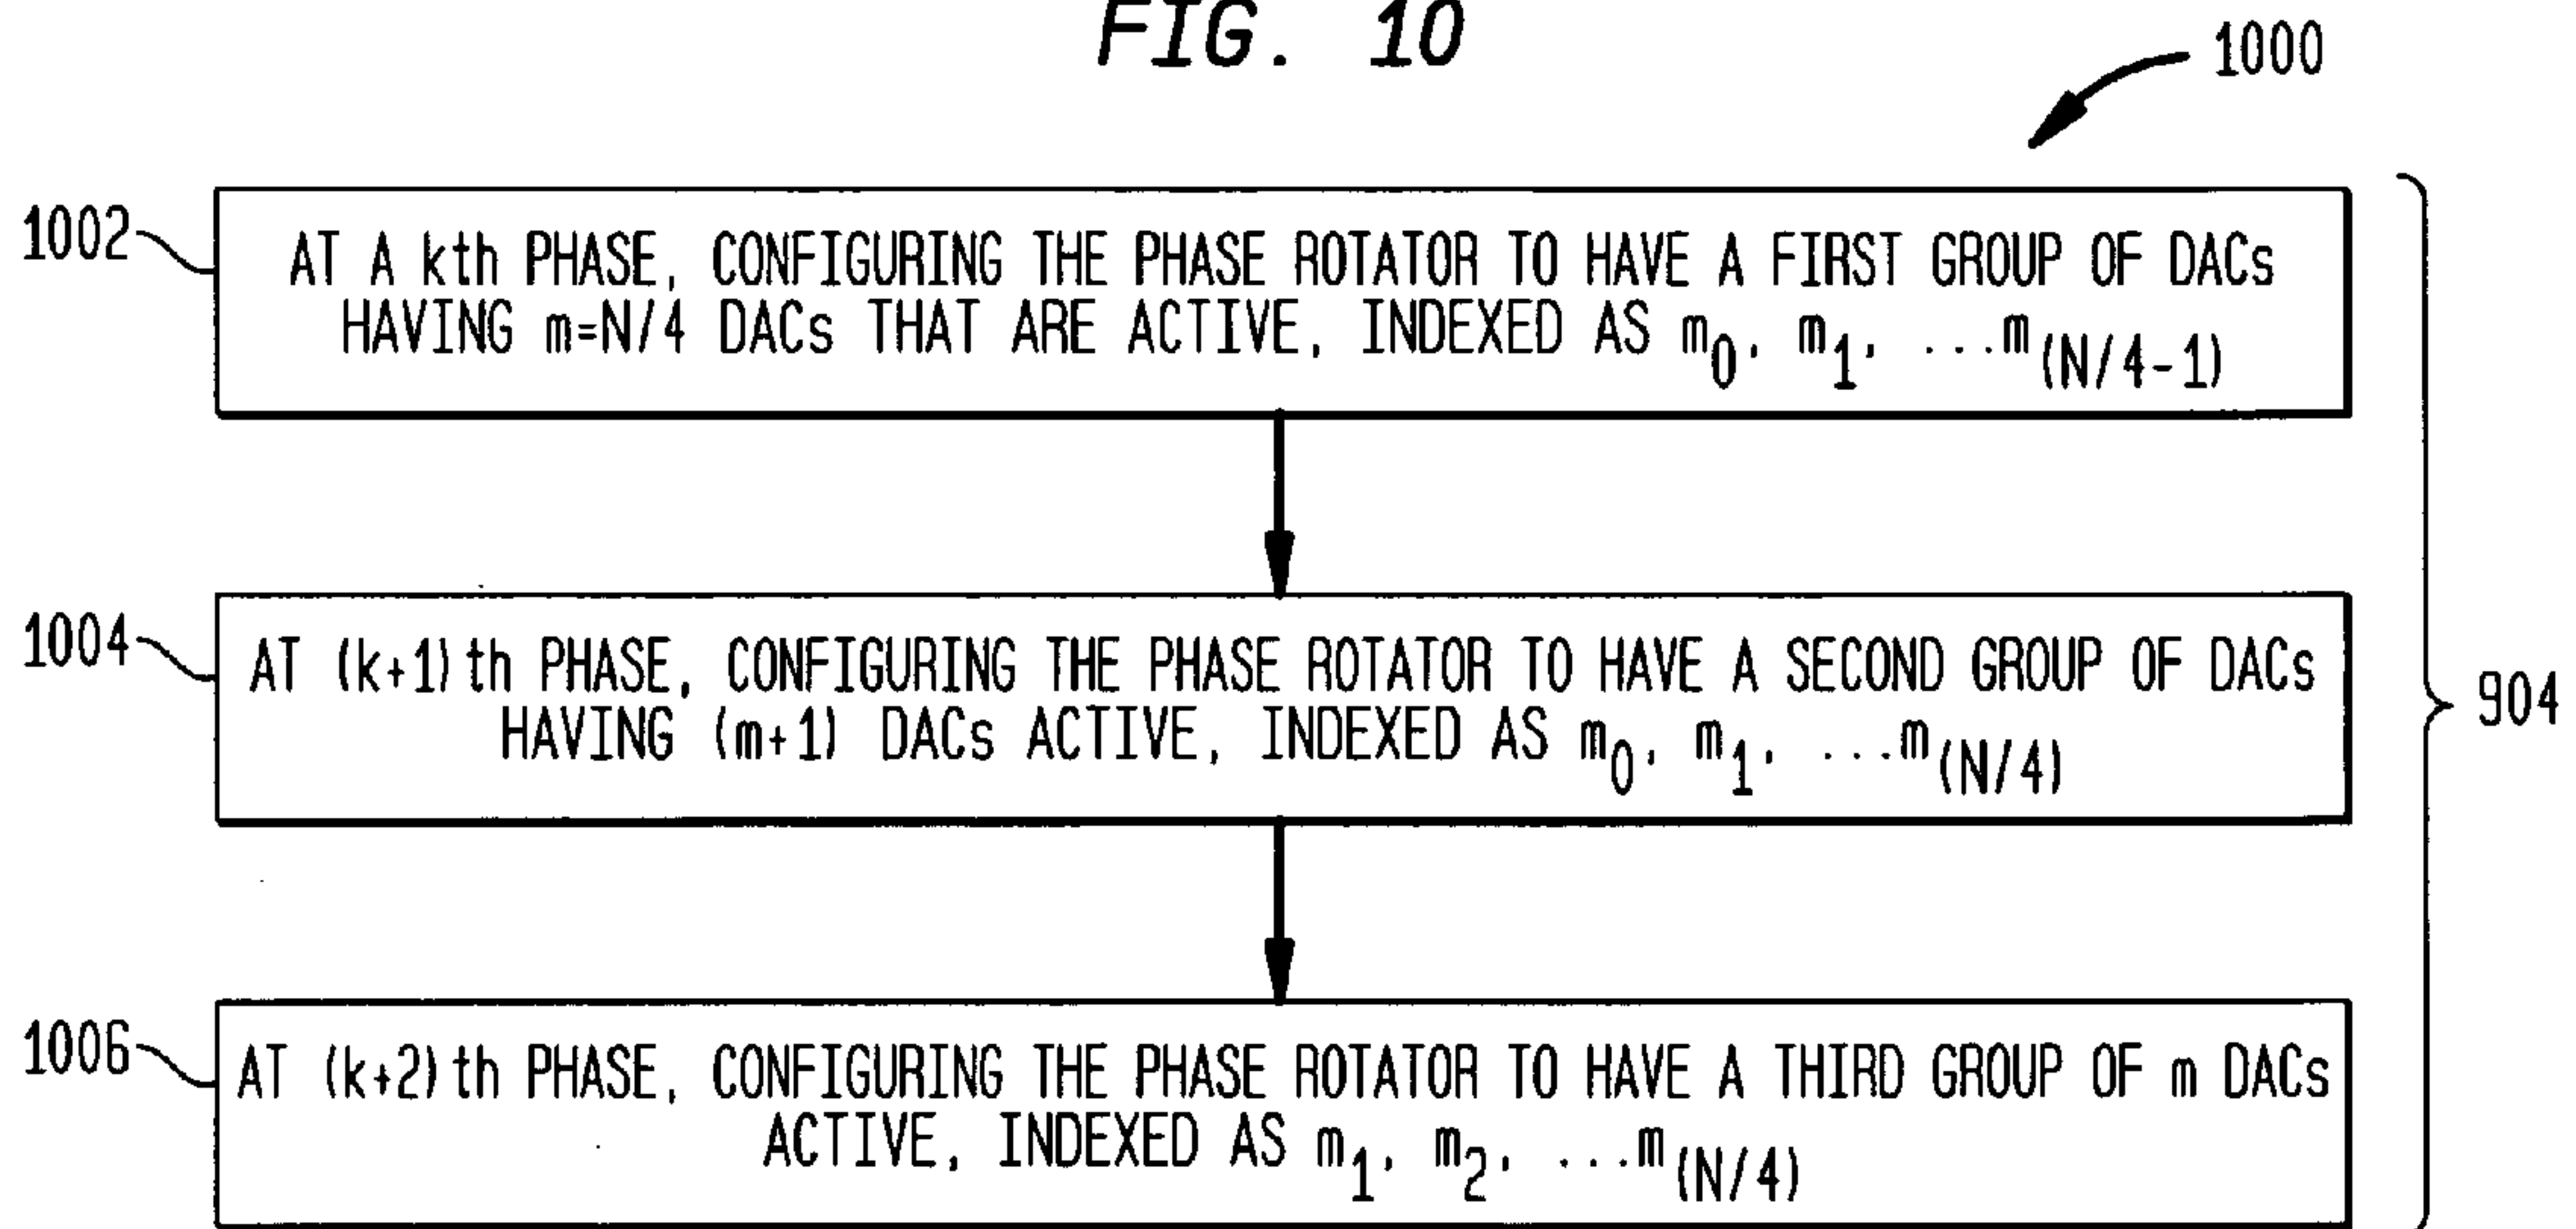 FIG. 10
1000
1002
AT A kth PHASE, CONFIGURING THE PHASE ROTATOR TO HAVE A FIRST GROUP OF DACs
HAVING m=N/4 DACs THAT ARE ACTIVE, INDEXED AS m0, m1, ...m(N/4-1)
1004
AT (k+1)th PHASE, CONFIGURING THE PHASE ROTATOR TO HAVE A SECOND GROUP OF DACs
HAVING (m+1) DACs ACTIVE, INDEXED AS m0, m1, ...m(N/4)
904
1006
AT (k+2)th PHASE, CONFIGURING THE PHASE ROTATOR TO HAVE A THIRD GROUP OF m DACs
ACTIVE, INDEXED AS m1, m2, ...m(N/4)